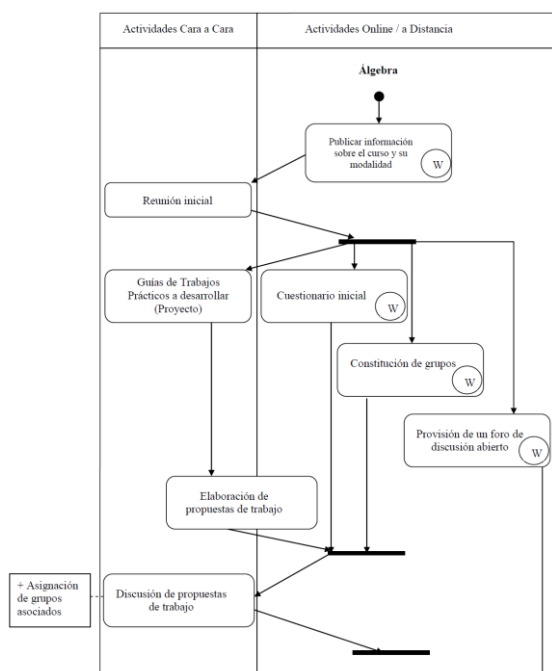 Actividades Cara a Cara
Actividades Online / a Distancia
Álgebra
Publicar información
sobre el curso y su
modalidad
W
Reunión inicial
Guías de Trabajos
Prácticos a desarrollar
(Proyecto)
Cuestionario inicial
W
Constitución de grupos
W
Provisión de un foro de
discusión abierto
W
Elaboración de
propuestas de trabajo
+ Asignación
de grupos
asociados
Discusión de propuestas
de trabajo